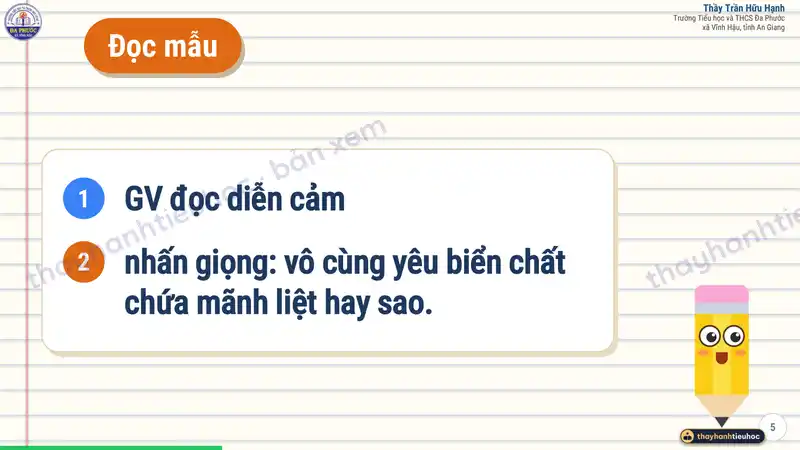 Thầy Trần Hữu Hạnh
Trường Tiểu học và THCS Đa Phước
xã Vĩnh Hậu, tỉnh An Giang
ĐA PHƯỚC
Đọc mẫu
1 GV đọc diễn cảm
2 nhấn giọng: vô cùng yêu biển chất
chứa mãnh liệt hay sao.
thayhanhtieuhoc
5